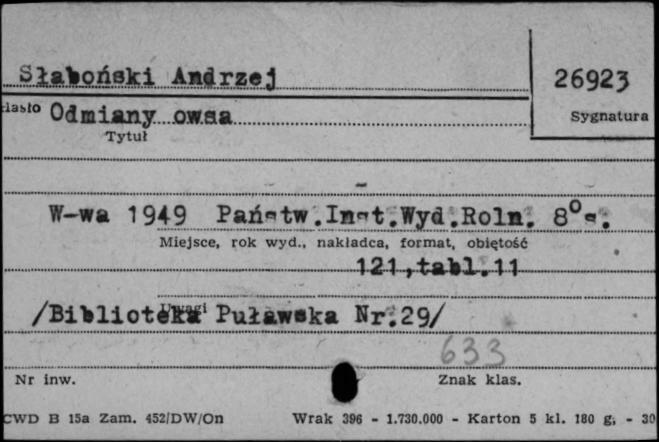 Słaboński Andrzej
26923
Hasło Odmiany owsa
Sygnatura
Tytuł
W-wa 1949 Państw.Inst.Wyd.Roln. 8°s.
Miejsce, rok wyd., nakładca, format, objętość
121,tabl.11
Uwagi
/Biblioteka Puławska Nr.29/
633
Nr inw.
Znak klas.
CWD B 15a Zam. 452/DW/On Wrak 396 - 1.730.000 - Karton 5 kl. 180 g. - 30